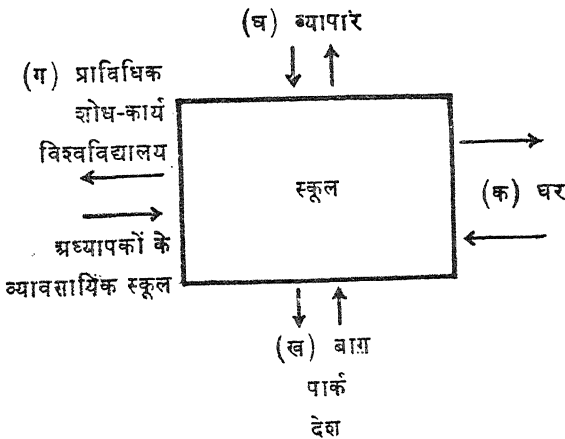 (घ) व्यापार
(ग) प्राविधिक
शोध-कार्य
विश्वविद्यालय
स्कूल
(क) घर
अध्यापकों के
व्यावसायिक स्कूल
(ख) बाग़
पार्क
देश